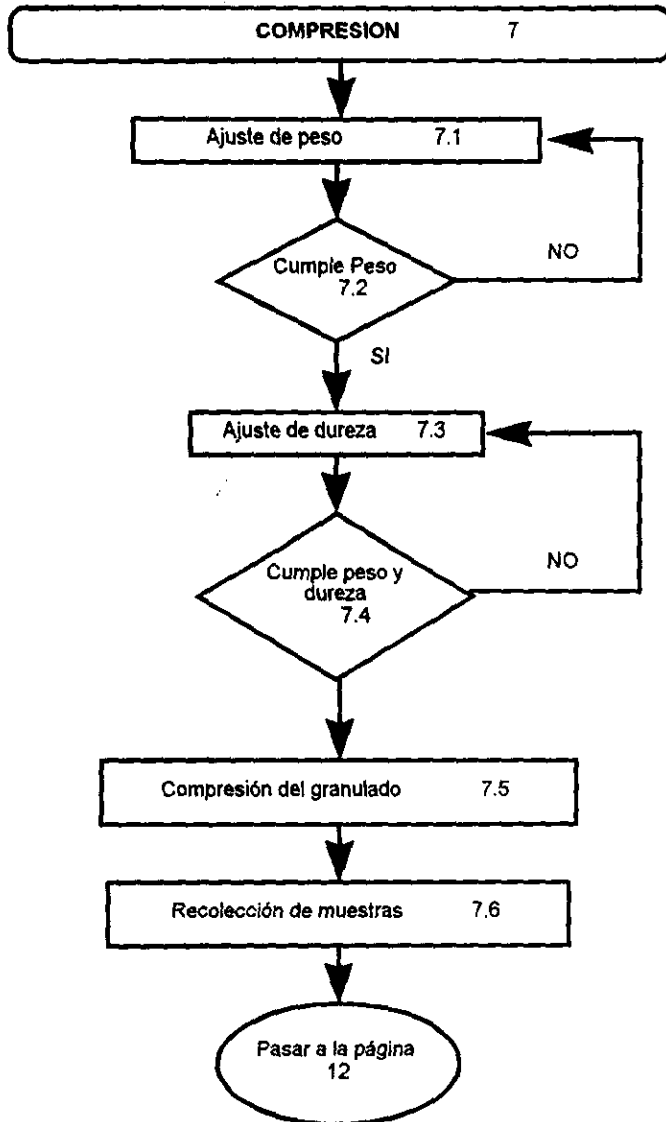 COMPRESION 7
Ajuste de peso 7.1
Cumple Peso
7.2
NO
SI
Ajuste de dureza 7.3
Cumple peso y
dureza
7.4
NO
Compresión del granulado 7.5
Recolección de muestras 7.6
Pasar a la página
12